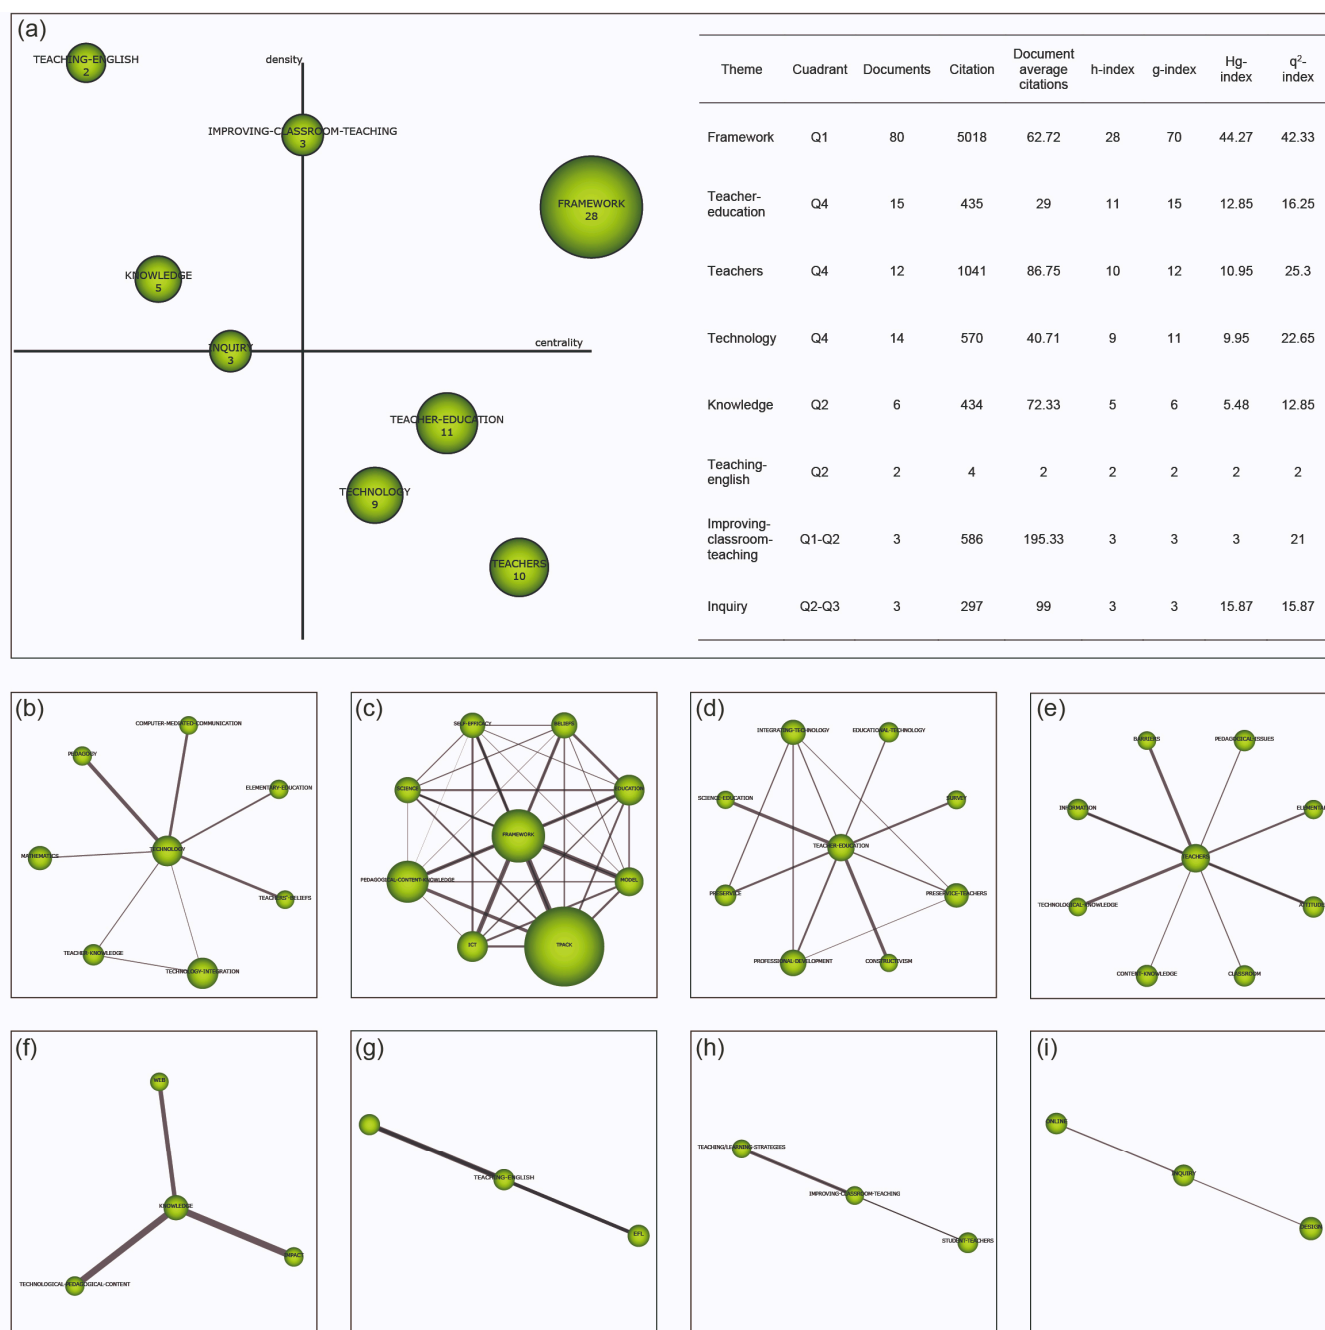 (a)
TEACHING-ENGLISH
2
density
IMPROVING-CLASSROOM-TEACHING
3
FRAMEWORK
28
KNOWLEDGE
5
INQUIRY
3
centrality
TEACHER-EDUCATION
11
TECHNOLOGY
9
TEACHERS
10
Theme Cuadrant Documents Citation Document average citations h-index g-index Hg-index q²-index
Framework Q1 80 5018 62.72 28 70 44.27 42.33
Teacher-education Q4 15 435 29 11 15 12.85 16.25
Teachers Q4 12 1041 86.75 10 12 10.95 25.3
Technology Q4 14 570 40.71 9 11 9.95 22.65
Knowledge Q2 6 434 72.33 5 6 5.48 12.85
Teaching-english Q2 2 4 2 2 2 2 2
Improving-classroom-teaching Q1-Q2 3 586 195.33 3 3 3 21
Inquiry Q2-Q3 3 297 99 3 3 15.87 15.87
(b)
COMPUTER-MEDIATED-COMMUNICATION
PEDAGOGY
ELEMENTARY-EDUCATION
TECHNOLOGY
MATHEMATICS
TEACHERS'-BELIEFS
TEACHER-KNOWLEDGE
TECHNOLOGY-INTEGRATION
(c)
SELF-EFFICACY
BELIEFS
SCIENCE
EDUCATION
FRAMEWORK
PEDAGOGICAL-CONTENT-KNOWLEDGE
MODEL
ICT
TPACK
(d)
INTEGRATING-TECHNOLOGY
EDUCATIONAL-TECHNOLOGY
SCIENCE-EDUCATION
SURVEY
TEACHER-EDUCATION
PRESERVICE
PRESERVICE-TEACHERS
PROFESSIONAL-DEVELOPMENT
CONSTRUCTIVISM
(e)
BARRIERS
PEDAGOGICAL-ISSUES
INFORMATION
ELEMENTAR
TEACHERS
TECHNOLOGICAL-KNOWLEDGE
ATTITUDE
CONTENT-KNOWLEDGE
CLASSROOM
(f)
WEB
KNOWLEDGE
IMPACT
TECHNOLOGICAL-PEDAGOGICAL-CONTENT
(g)
TEACHING-ENGLISH
EFL
(h)
TEACHING/LEARNING-STRATEGIES
IMPROVING-CLASSROOM-TEACHING
STUDENT-TEACHERS
(i)
ONLINE
INQUIRY
DESIGN